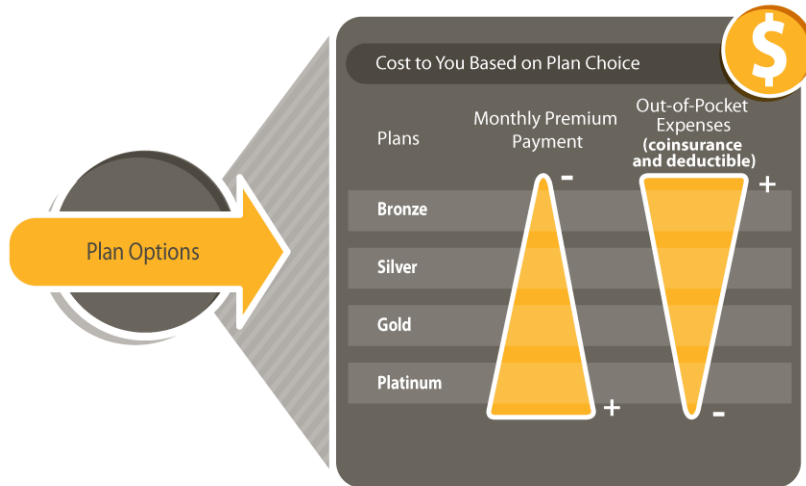 $
Cost to You Based on Plan Choice
Plans
Monthly Premium
Payment
Out-of-Pocket
Expenses
(coinsurance
and deductible)
-
+
Bronze
Plan Options
Silver
Gold
Platinum
+
-